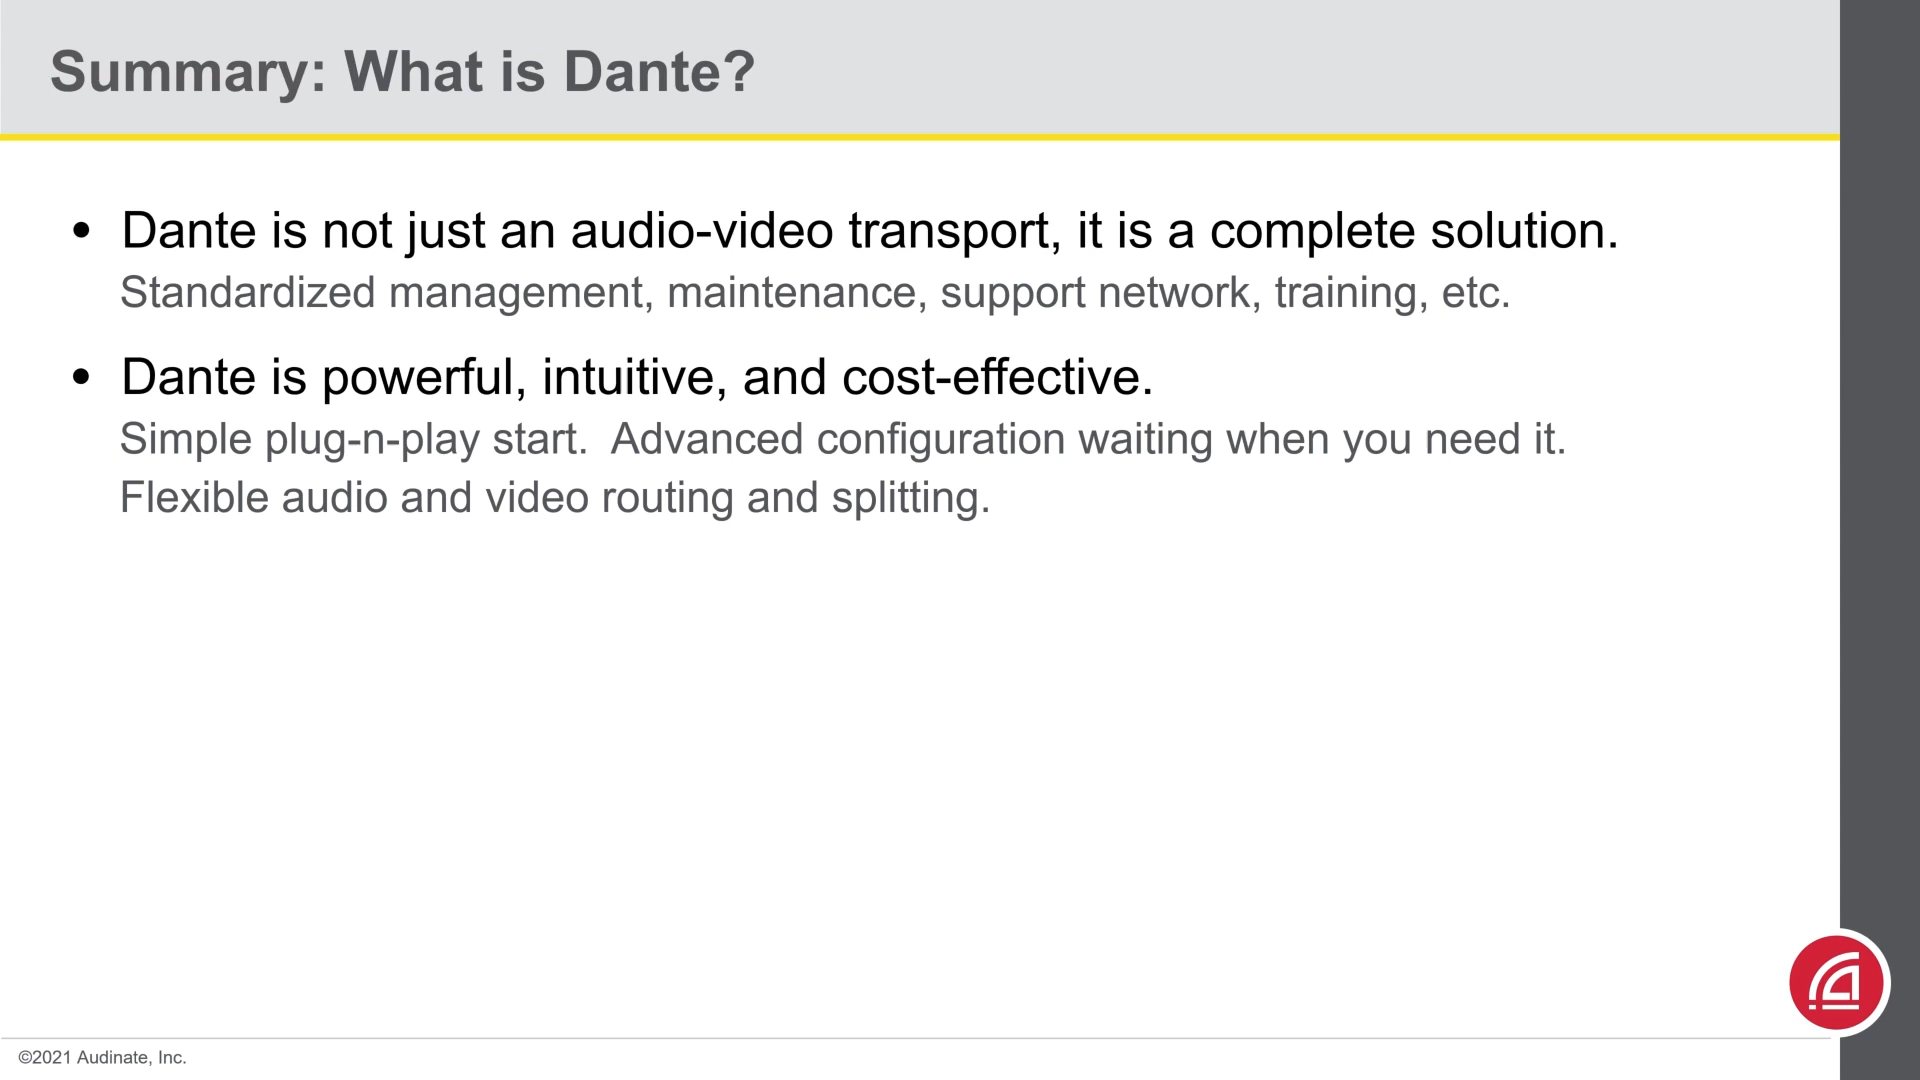 Summary: What is Dante?
• Dante is not just an audio-video transport, it is a complete solution.
Standardized management, maintenance, support network, training, etc.
• Dante is powerful, intuitive, and cost-effective.
Simple plug-n-play start.  Advanced configuration waiting when you need it.
Flexible audio and video routing and splitting.
©2021 Audinate, Inc.